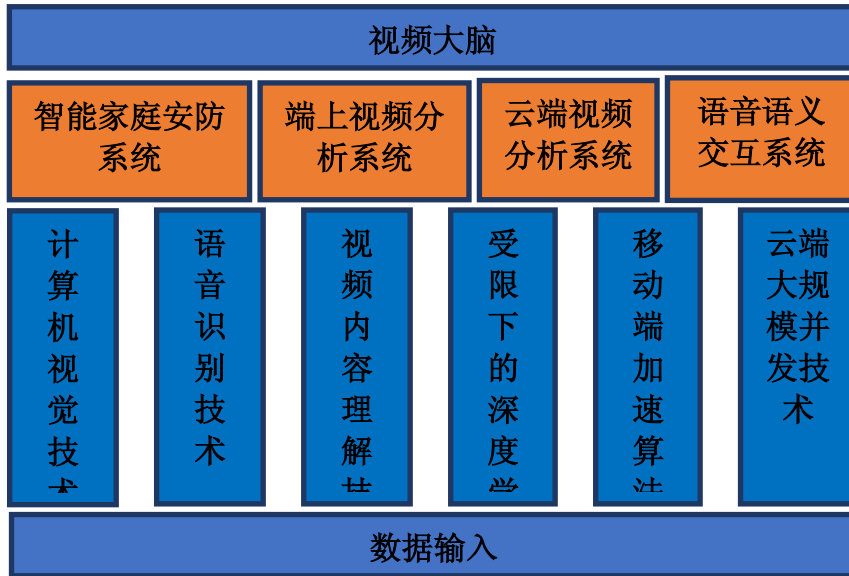 视频大脑
智能家庭安防
系统
端上视频分
析系统
云端视频
分析系统
语音语义
交互系统
计
算
机
视
觉
技
术
语
音
识
别
技
术
视
频
内
容
理
解
技
受
限
下
的
深
度
学
移
动
端
加
速
算
法
云端
大规
模并
发技
术
数据输入